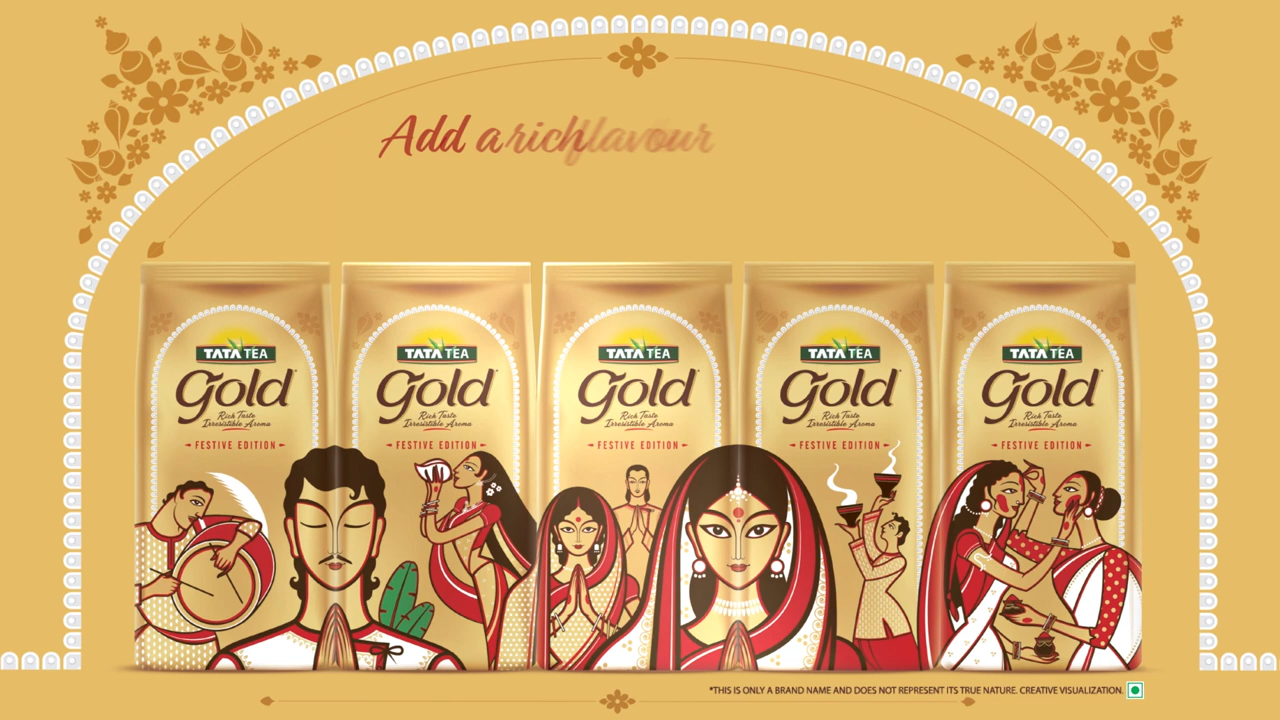 Add a rich flavour
TATA TEA
Gold
Rich Taste
Irresistible Aroma
FESTIVE EDITION
TATA TEA
Gold
Rich Taste
Irresistible Aroma
FESTIVE EDITION
TATA TEA
Gold
Rich Taste
Irresistible Aroma
FESTIVE EDITION
TATA TEA
Gold
Rich Taste
Irresistible Aroma
FESTIVE EDITION
TATA TEA
Gold
Rich Taste
Irresistible Aroma
FESTIVE EDITION
*THIS IS ONLY A BRAND NAME AND DOES NOT REPRESENT ITS TRUE NATURE. CREATIVE VISUALIZATION.